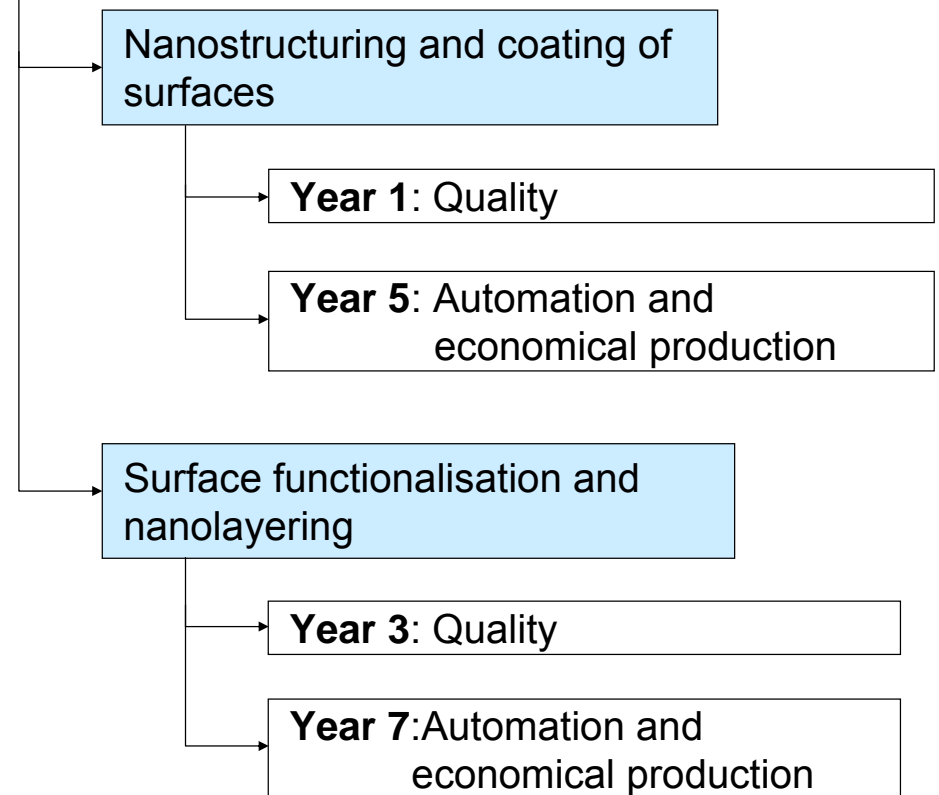 Nanostructuring and coating of
surfaces
Year 1: Quality
Year 5: Automation and
economical production
Surface functionalisation and
nanolayering
Year 3: Quality
Year 7:Automation and
economical production